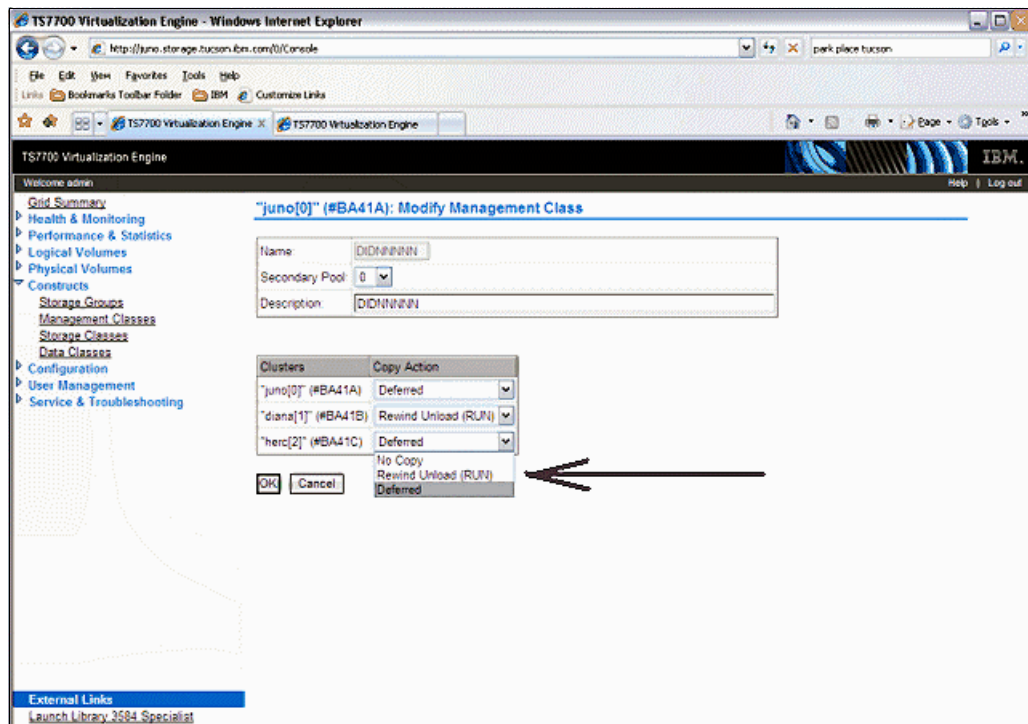 TS7700 Virtualization Engine - Windows Internet Explorer
http://juno.storage.tucson.ibm.com/0/Console
park place tucson
File Edit View Favorites Tools Help
Links Bookmarks Toolbar Folder IBM Customize Links
TS7700 Virtualization Engine X TS7700 Virtualization Engine Page Tools »
TS7700 Virtualization Engine IBM.
Welcome admin Help | Log out
Grid Summary
Health & Monitoring
Performance & Statistics
Logical Volumes
Physical Volumes
Constructs
Storage Groups
Management Classes
Storage Classes
Data Classes
Configuration
User Management
Service & Troubleshooting
"juno[0]" (#BA41A): Modify Management Class
Name DIDNNNNN
Secondary Pool: 0
Description: DIDNNNNN
Clusters Copy Action
"juno[0]" (#BA41A) Deferred
"diana[1]" (#BA41B) Rewind Unload (RUN)
"herc[2]" (#BA41C) Deferred
No Copy
Rewind Unload (RUN)
Deferred
OK Cancel
External Links
Launch Library 3584 Specialist